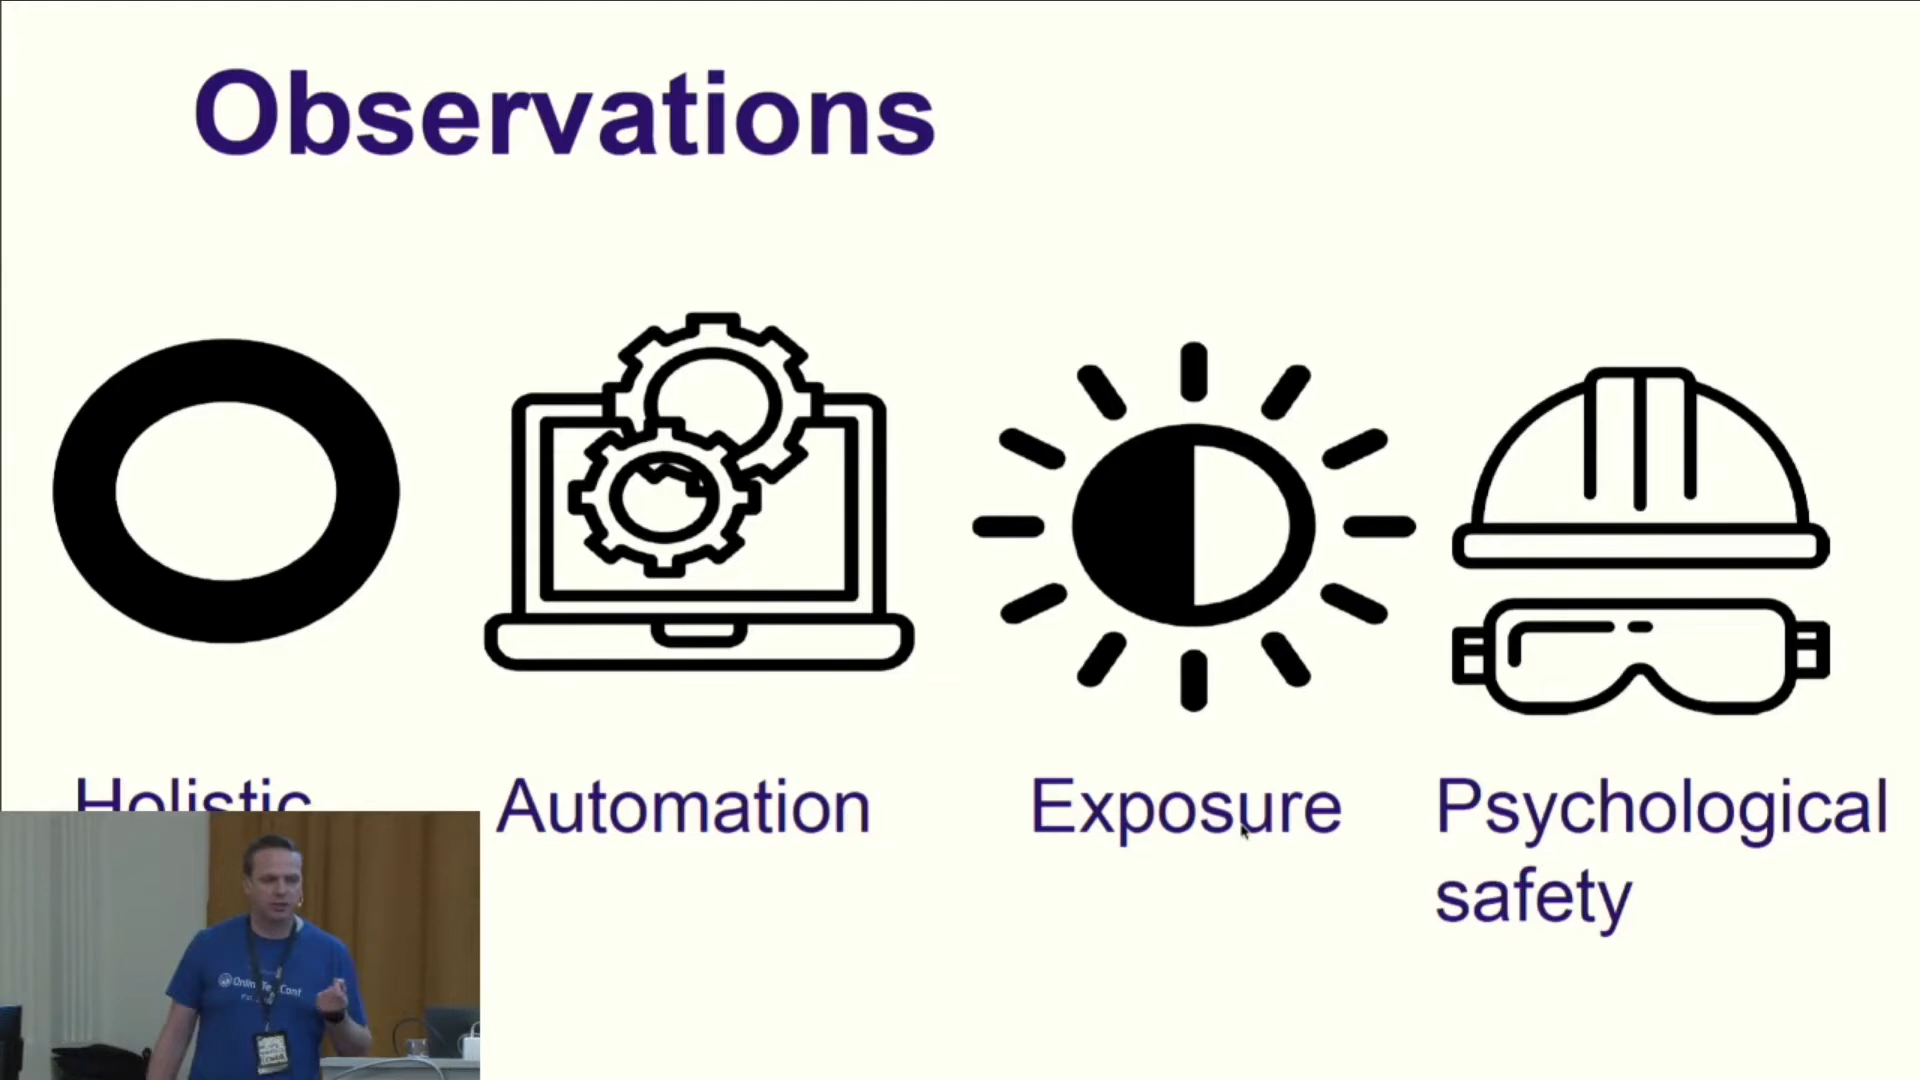 Observations
Holistic
Automation
Exposure
Psychological
safety